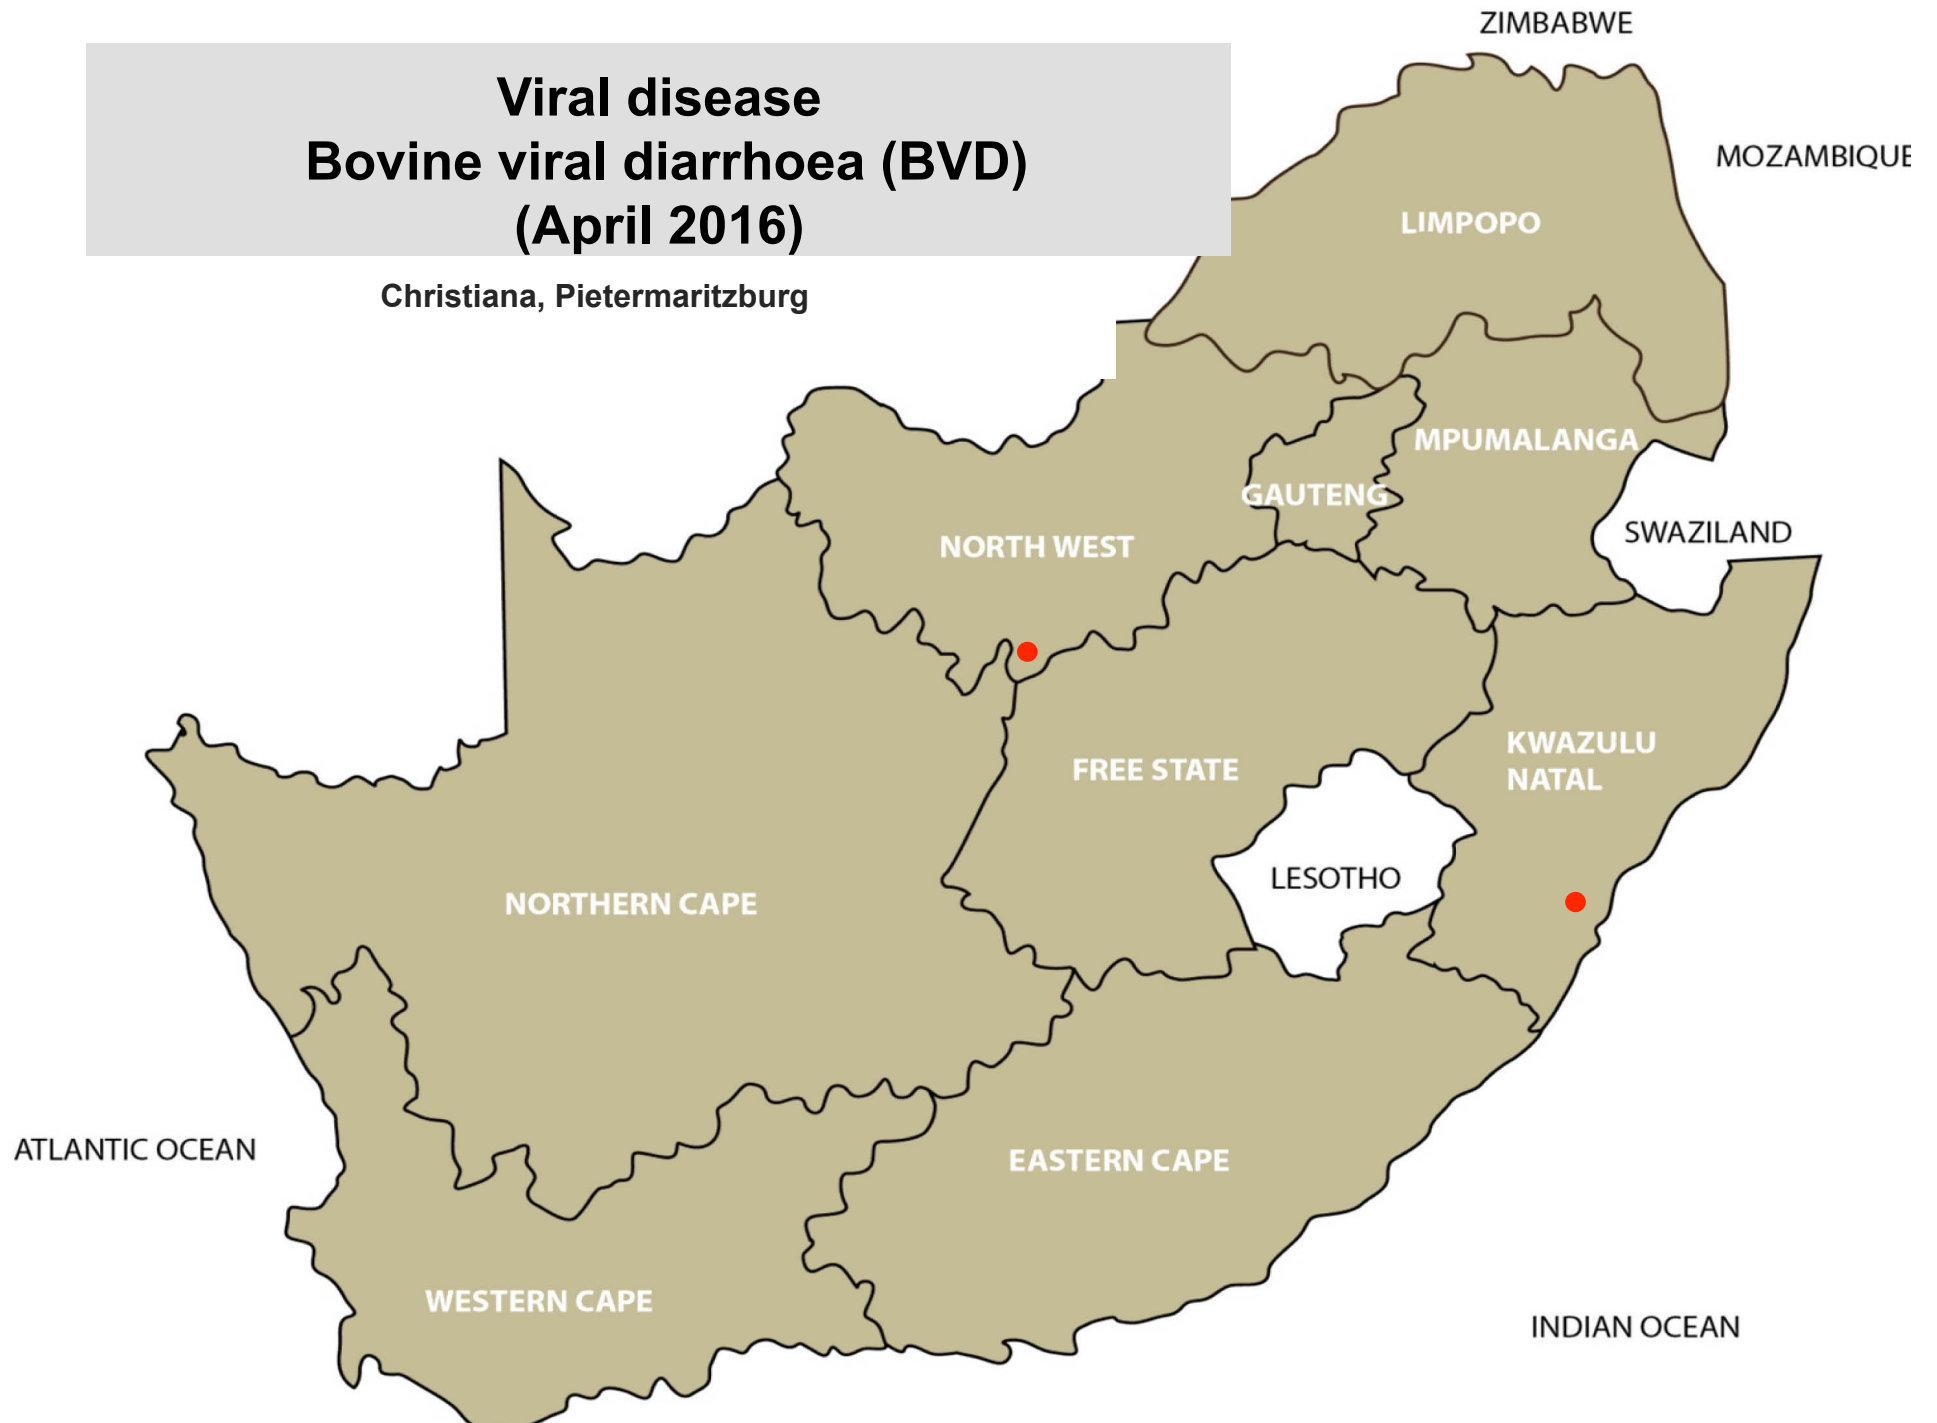 ZIMBABWE
Viral disease
Bovine viral diarrhoea (BVD)
(April 2016)
MOZAMBIQUE
LIMPOPO
Christiana, Pietermaritzburg
MPUMALANGA
GAUTENG
SWAZILAND
NORTH WEST
KWAZULU
NATAL
FREE STATE
LESOTHO
NORTHERN CAPE
ATLANTIC OCEAN
EASTERN CAPE
WESTERN CAPE
INDIAN OCEAN